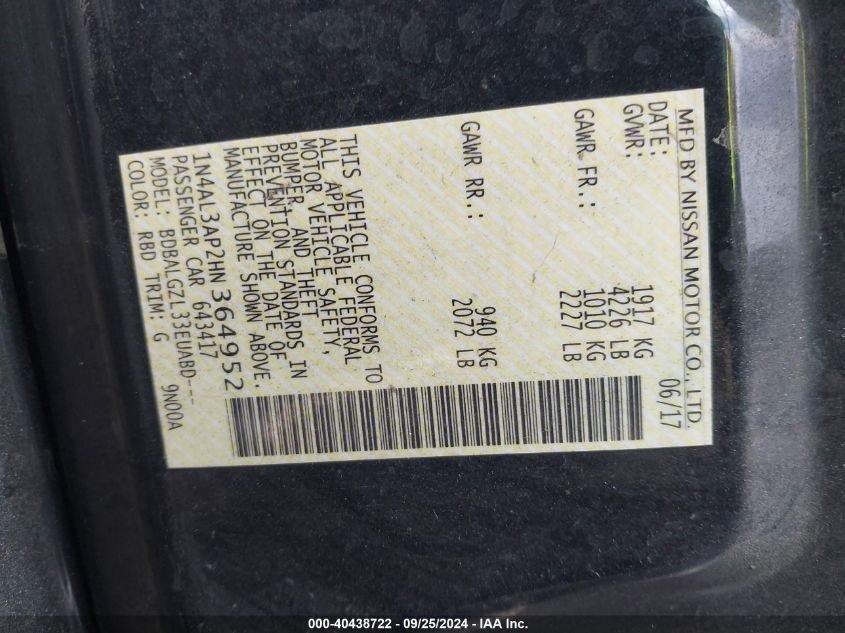 MFD BY NISSAN MOTOR CO., LTD.
DATE: 06/17
GVWR: 1917 KG
4226 LB
GAWR FR.: 1010 KG
2227 LB
GAWR RR.: 940 KG
2072 LB
THIS VEHICLE CONFORMS TO
ALL APPLICABLE FEDERAL
MOTOR VEHICLE SAFETY,
BUMPER, AND THEFT
PREVENTION STANDARDS IN
EFFECT ON THE DATE OF
MANUFACTURE SHOWN ABOVE.
1N4AL3AP2HN364952
PASSENGER CAR 643417
MODEL: BDBALGZL33EUABD---
COLOR: RBD TRIM: G 9N00A
000-40438722 - 09/25/2024 - IAA Inc.